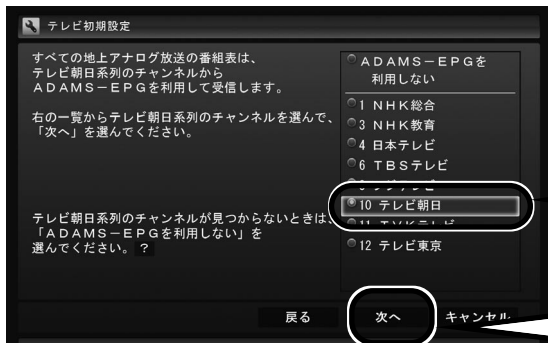 テレビ初期設定
すべての地上アナログ放送の番組表は、
テレビ朝日系列のチャンネルから
ADAMS-EPGを利用して受信します。
右の一覧からテレビ朝日系列のチャンネルを選んで、
「次へ」を選んでください。
テレビ朝日系列のチャンネルが見つからないときは、
「ADAMS-EPGを利用しない」を
選んでください。 ?
ADAMS-EPGを
利用しない
1 NHK総合
3 NHK教育
4 日本テレビ
6 TBSテレビ
10 テレビ朝日
12 テレビ東京
戻る
次へ
キャンセル